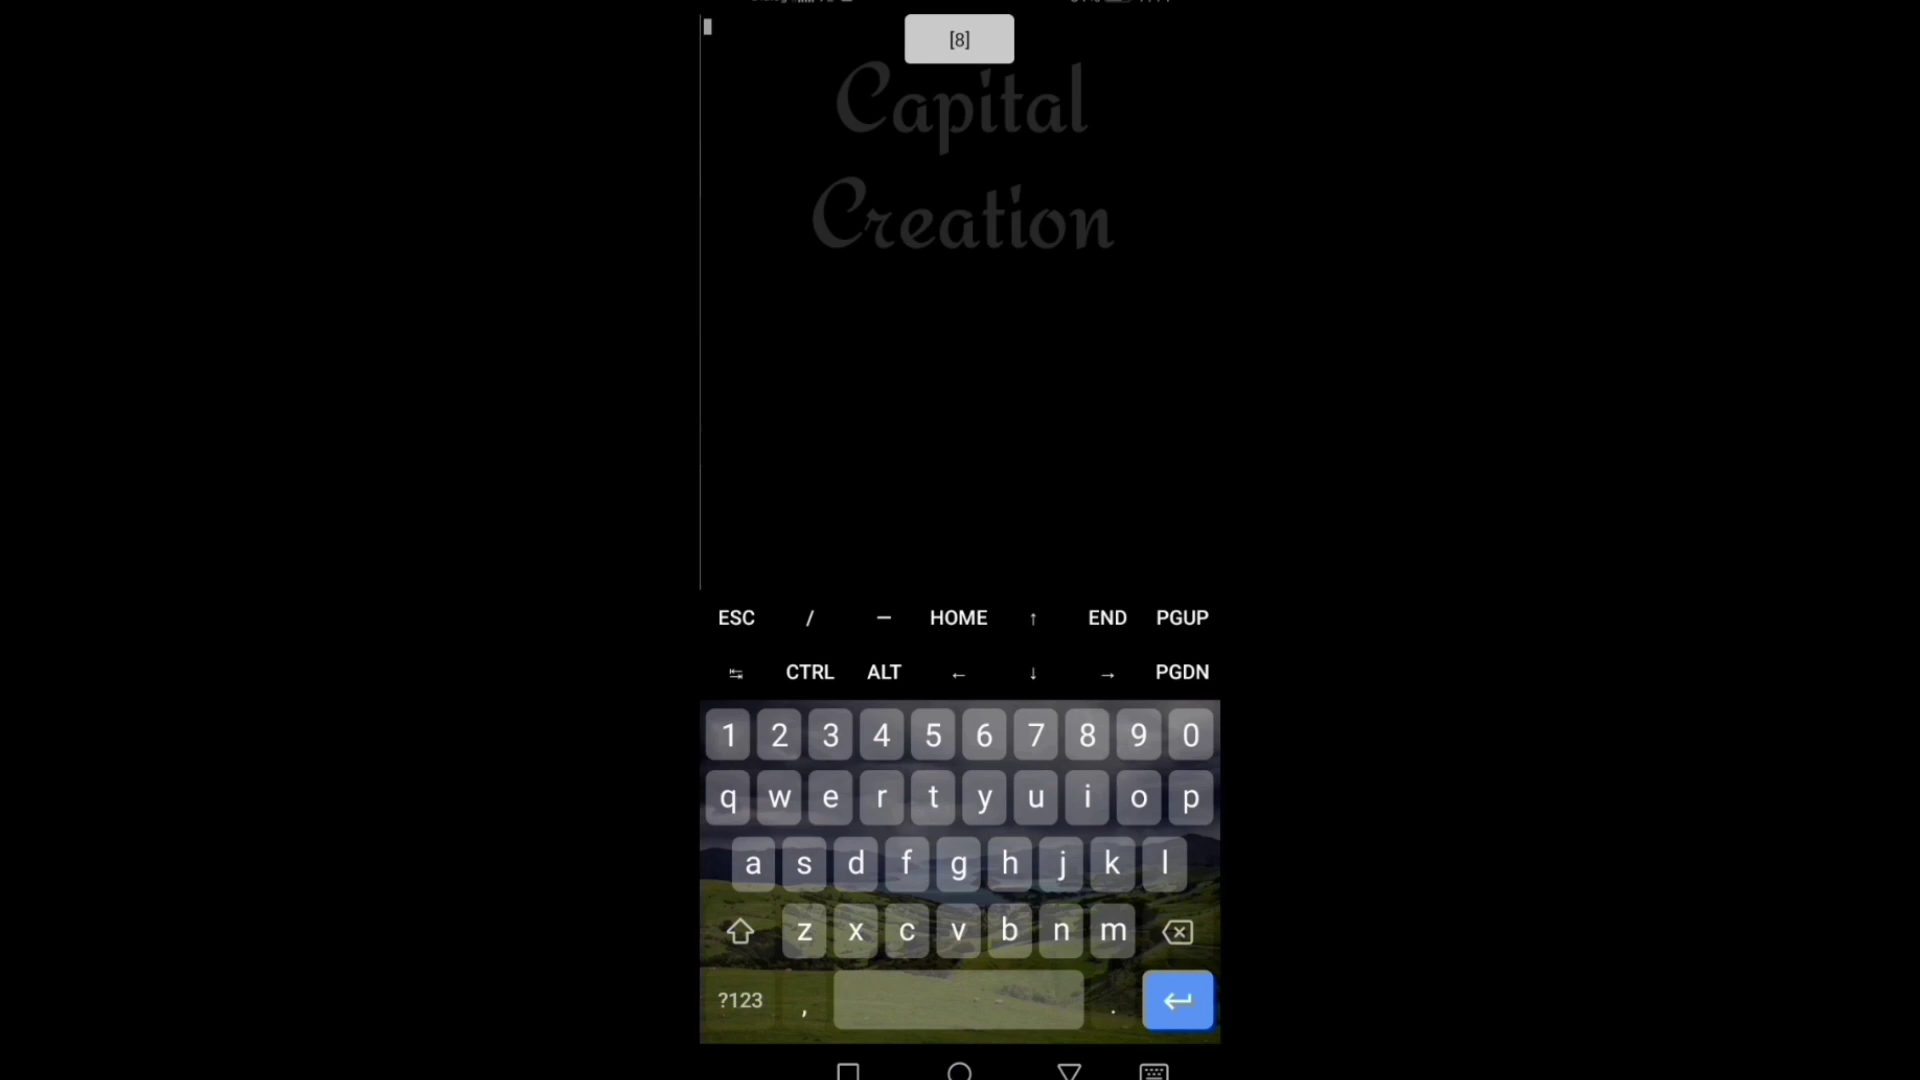 [8]
Capital
Creation
ESC / — HOME ↑ END PGUP
↹ CTRL ALT ← ↓ → PGDN
1 2 3 4 5 6 7 8 9 0
q w e r t y u i o p
a s d f g h j k l
z x c v b n m
?123 , .